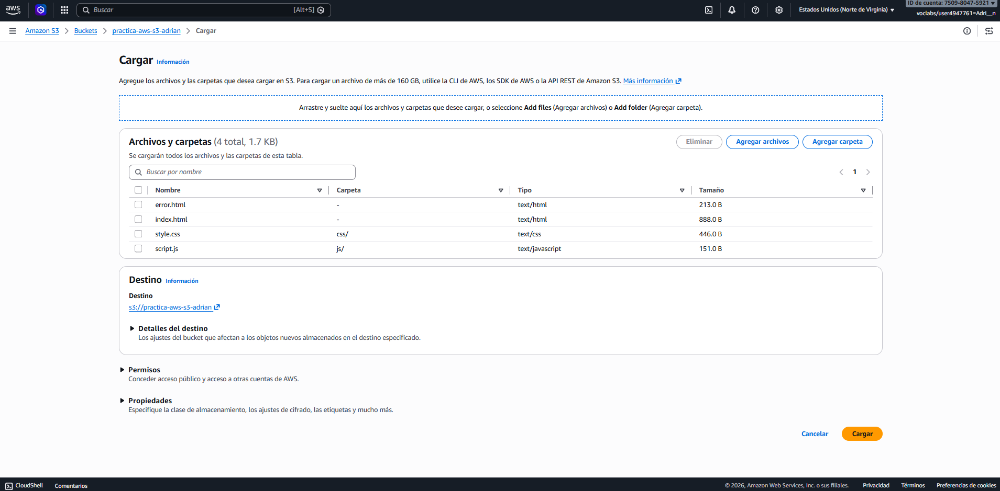 aws
Buscar [Alt+S]
Estados Unidos (Norte de Virginia)
ID de cuenta: 7509-8047-5921
voclabs/user4947761=Adri__n
Amazon S3 > Buckets > practica-aws-s3-adrian > Cargar
Cargar Información
Agregue los archivos y las carpetas que desea cargar en S3. Para cargar un archivo de más de 160 GB, utilice la CLI de AWS, los SDK de AWS o la API REST de Amazon S3. Más información
Arrastre y suelte aquí los archivos y carpetas que desee cargar, o seleccione Add files (Agregar archivos) o Add folder (Agregar carpeta).
Archivos y carpetas (4 total, 1.7 KB)
Eliminar Agregar archivos Agregar carpeta
Se cargarán todos los archivos y las carpetas de esta tabla.
Buscar por nombre
1
Nombre Carpeta Tipo Tamaño
error.html - text/html 213.0 B
index.html - text/html 888.0 B
style.css css/ text/css 446.0 B
script.js js/ text/javascript 151.0 B
Destino Información
Destino
s3://practica-aws-s3-adrian
Detalles del destino
Los ajustes del bucket que afectan a los objetos nuevos almacenados en el destino especificado.
Permisos
Conceder acceso público y acceso a otras cuentas de AWS.
Propiedades
Especifique la clase de almacenamiento, los ajustes de cifrado, las etiquetas y mucho más.
Cancelar Cargar
CloudShell Comentarios
© 2026, Amazon Web Services, Inc. o sus filiales. Privacidad Términos Preferencias de cookies